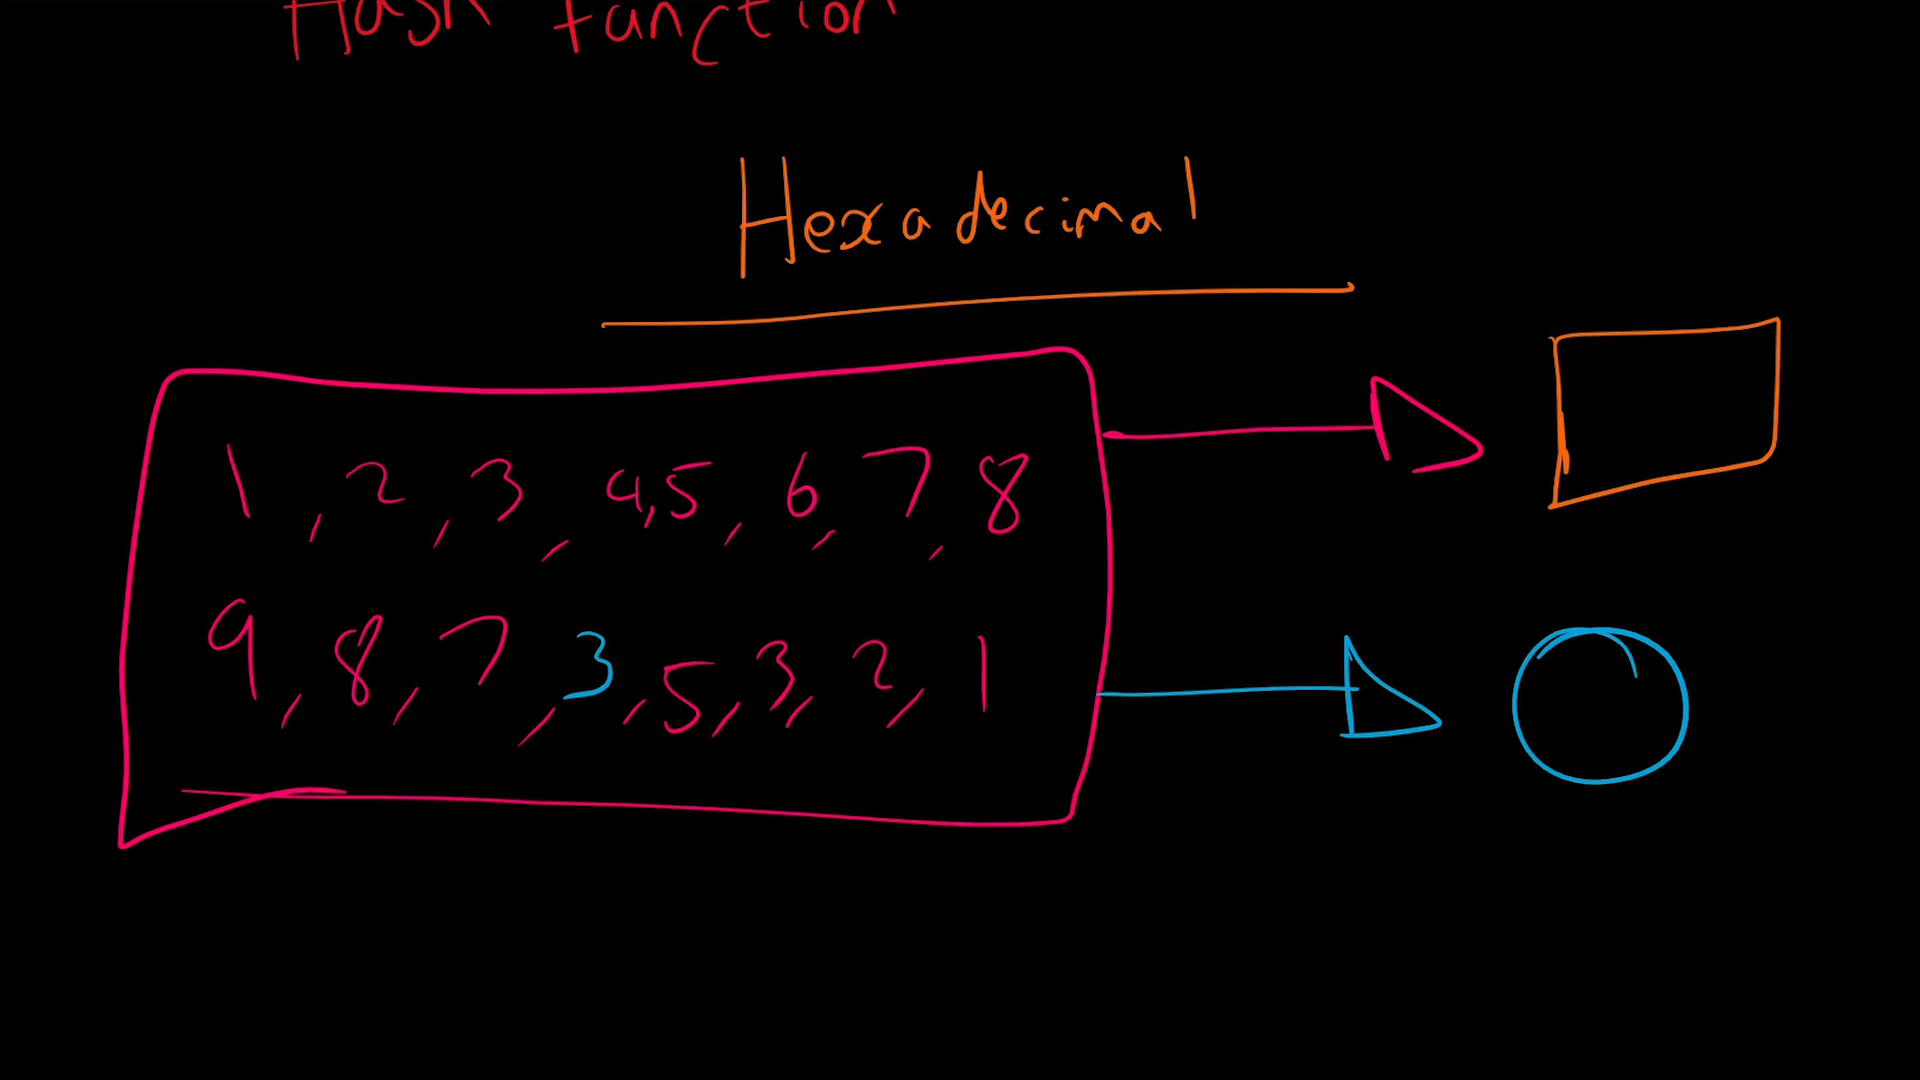 Hash function
Hexadecimal
1, 2, 3, 4, 5, 6, 7, 8
9, 8, 7, 3, 5, 3, 2, 1